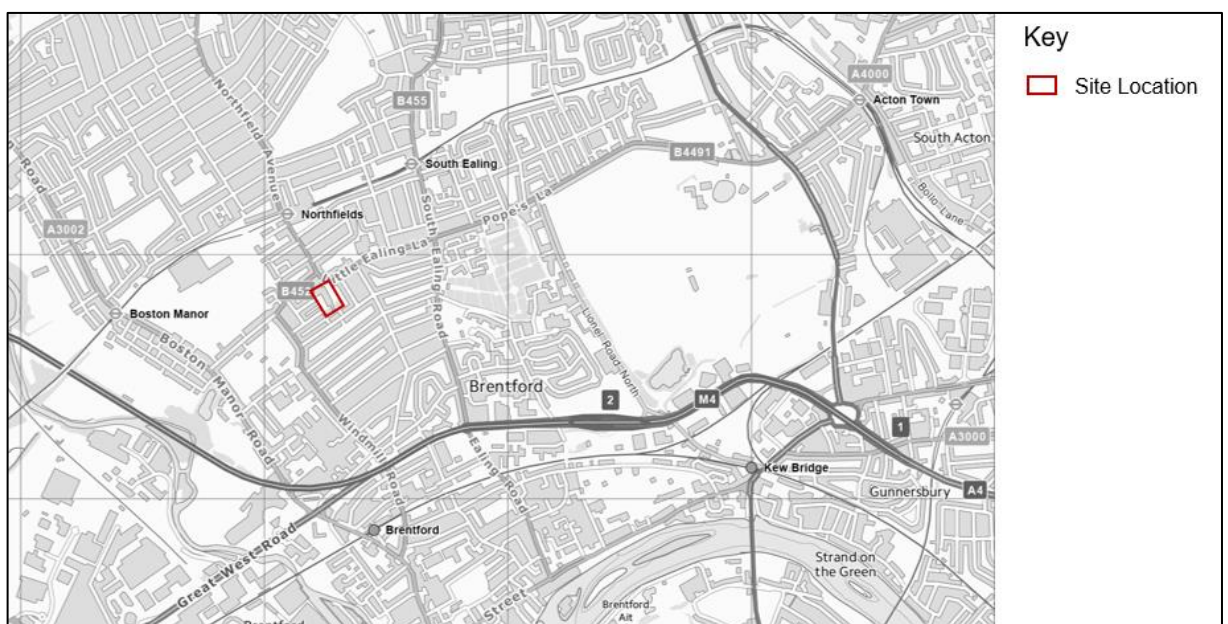 Key
Site Location
A4000
Acton Town
South Acton
B455
Northfield Avenue
B4491
South Ealing
Bollo Lane
Northfields
Pope's La
A3002
Road
South Ealing Road
Little Ealing La
B452
Boston Manor
Boston Manor Road
Lionel Road North
Brentford
2
M4
1
A3000
Windmill Road
Ealing Road
Kew Bridge
Gunnersbury
A4
Brentford
Great West Road
Strand on
the Green
Street
Brentford
Ait